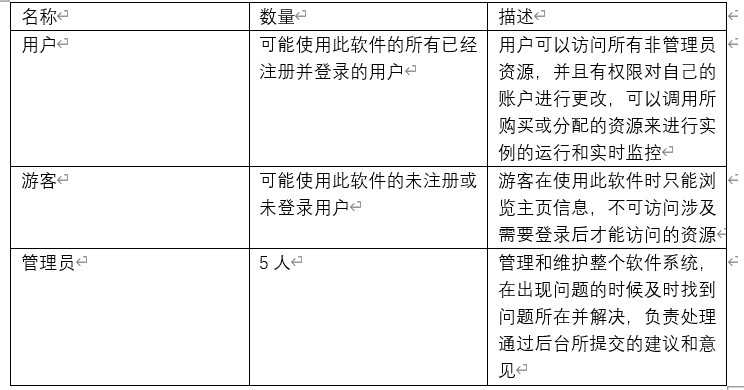 名称 数量 描述
用户 可能使用此软件的所有已经 用户可以访问所有非管理员
注册并登录的用户 资源，并且有权限对自己的
账户进行更改，可以调用所
购买或分配的资源来进行实
例的运行和实时监控
游客 可能使用此软件的未注册或 游客在使用此软件时只能浏
未登录用户 览主页信息，不可访问涉及
需要登录后才能访问的资源
管理员 5 人 管理和维护整个软件系统，
在出现问题的时候及时找到
问题所在并解决，负责处理
通过后台所提交的建议和意
见